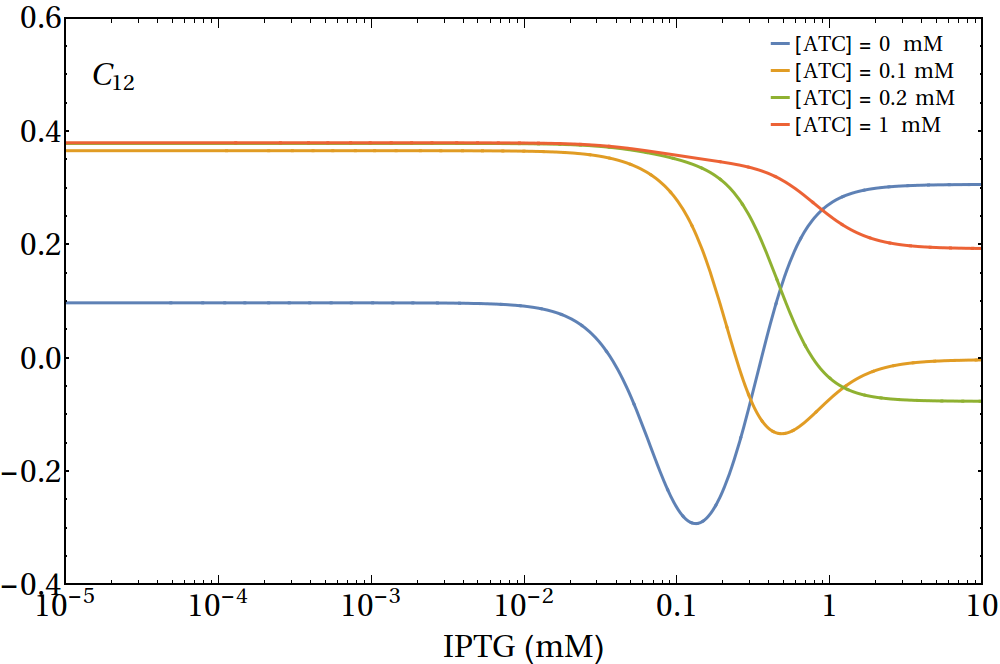 0.6
0.4
0.2
0.0
−0.2
−0.4
C₁₂
[ATC] = 0 mM
[ATC] = 0.1 mM
[ATC] = 0.2 mM
[ATC] = 1 mM
10⁻⁵ 10⁻⁴ 10⁻³ 10⁻² 0.1 1 10
IPTG (mM)